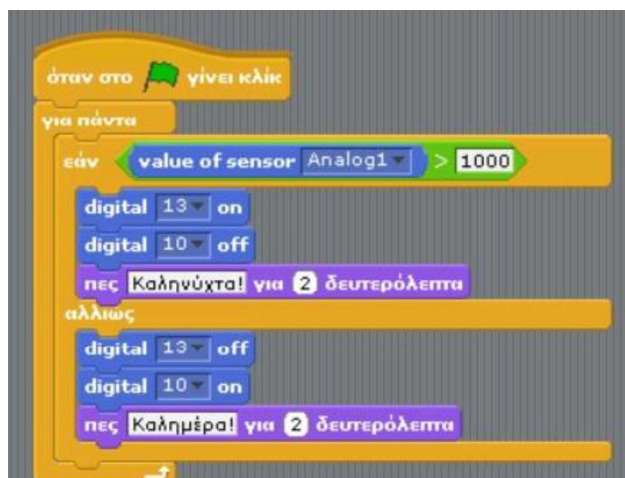 όταν στο γίνει κλίκ
για πάντα
εάν value of sensor Analog1 > 1000
digital 13 on
digital 10 off
πες Καληνύχτα! για 2 δευτερόλεπτα
αλλιώς
digital 13 off
digital 10 on
πες Καλημέρα! για 2 δευτερόλεπτα